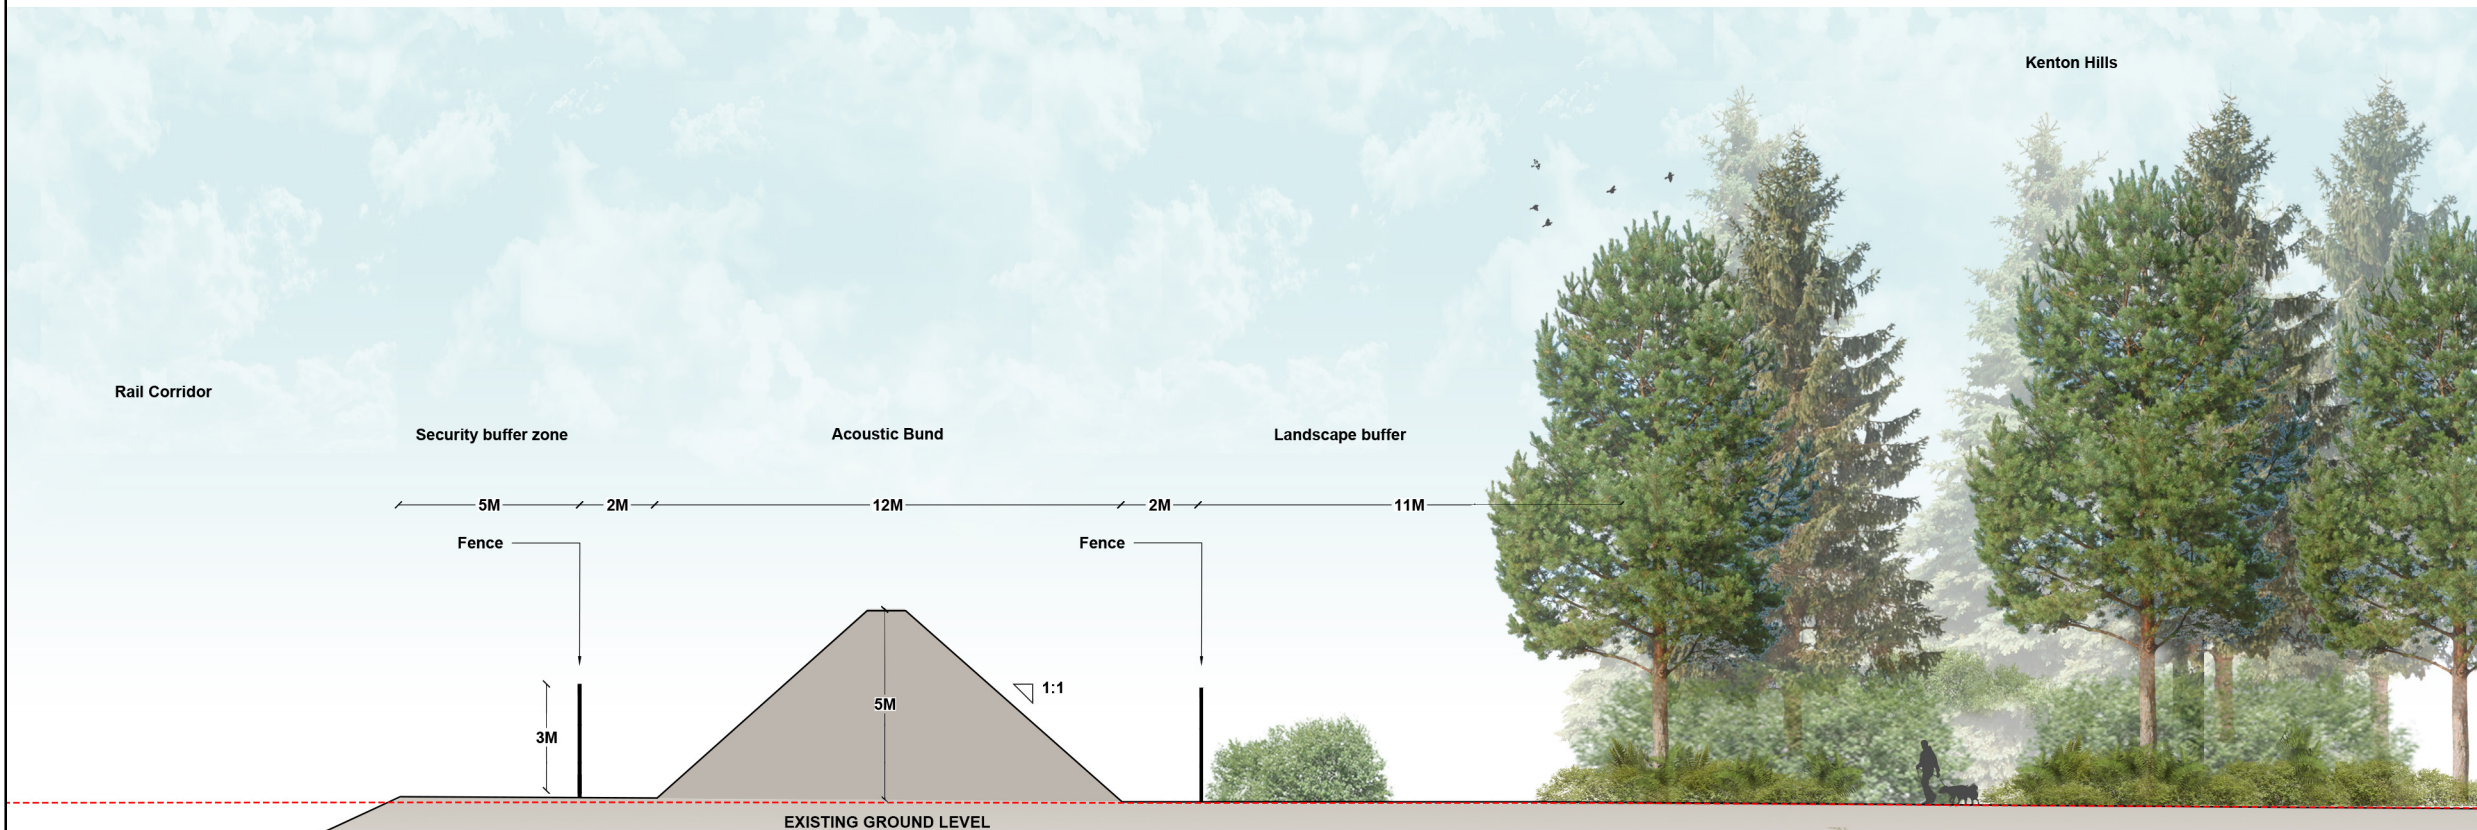 Kenton Hills
Rail Corridor
Security buffer zone
Acoustic Bund
Landscape buffer
5M
2M
12M
2M
11M
Fence
Fence
1:1
5M
3M
EXISTING GROUND LEVEL